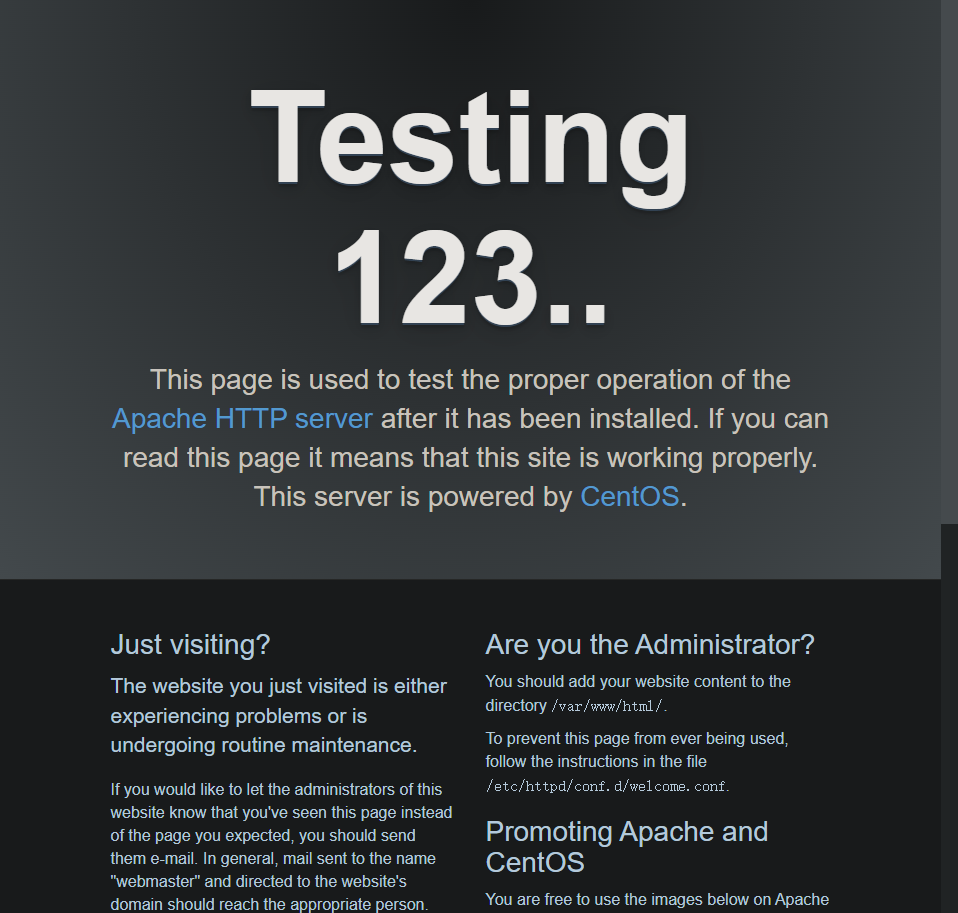 Testing
123..
This page is used to test the proper operation of the
Apache HTTP server after it has been installed. If you can
read this page it means that this site is working properly.
This server is powered by CentOS.
Just visiting?
The website you just visited is either
experiencing problems or is
undergoing routine maintenance.
If you would like to let the administrators of this
website know that you've seen this page instead
of the page you expected, you should send
them e-mail. In general, mail sent to the name
"webmaster" and directed to the website's
domain should reach the appropriate person.
Are you the Administrator?
You should add your website content to the
directory /var/www/html/.
To prevent this page from ever being used,
follow the instructions in the file
/etc/httpd/conf.d/welcome.conf.
Promoting Apache and
CentOS
You are free to use the images below on Apache